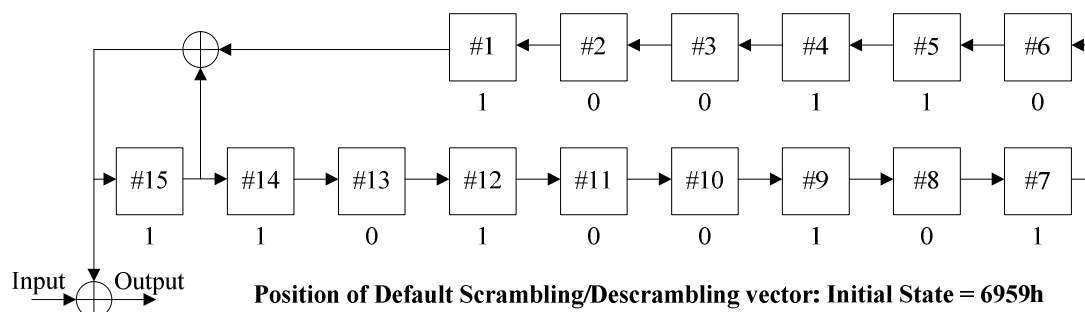 #1 #2 #3 #4 #5 #6
1 0 0 1 1 0
#15 #14 #13 #12 #11 #10 #9 #8 #7
1 1 0 1 0 0 1 0 1
Input Output
Position of Default Scrambling/Descrambling vector: Initial State = 6959h